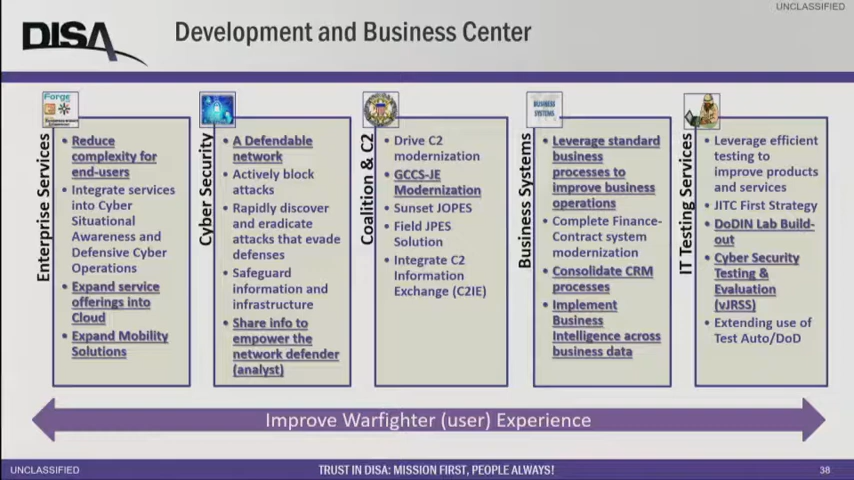 UNCLASSIFIED
DISA
Development and Business Center
Forge
BUSINESS
SYSTEMS
Enterprise Services
• Reduce
complexity for
end-users
• Integrate services
into Cyber
Situational
Awareness and
Defensive Cyber
Operations
• Expand service
offerings into
Cloud
• Expand Mobility
Solutions
Cyber Security
• A Defendable
network
• Actively block
attacks
• Rapidly discover
and eradicate
attacks that evade
defenses
• Safeguard
information and
infrastructure
• Share info to
empower the
network defender
(analyst)
Coalition & C2
• Drive C2
modernization
• GCCS-JE
Modernization
• Sunset JOPES
• Field JPES
Solution
• Integrate C2
Information
Exchange (C2IE)
Business Systems
• Leverage standard
business
processes to
improve business
operations
• Complete Finance-
Contract system
modernization
• Consolidate CRM
processes
• Implement
Business
Intelligence across
business data
IT Testing Services
• Leverage efficient
testing to
improve products
and services
• JITC First Strategy
• DoDIN Lab Build-
out
• Cyber Security
Testing &
Evaluation
(vJRSS)
• Extending use of
Test Auto/DoD
Improve Warfighter (user) Experience
UNCLASSIFIED
TRUST IN DISA: MISSION FIRST, PEOPLE ALWAYS!
38